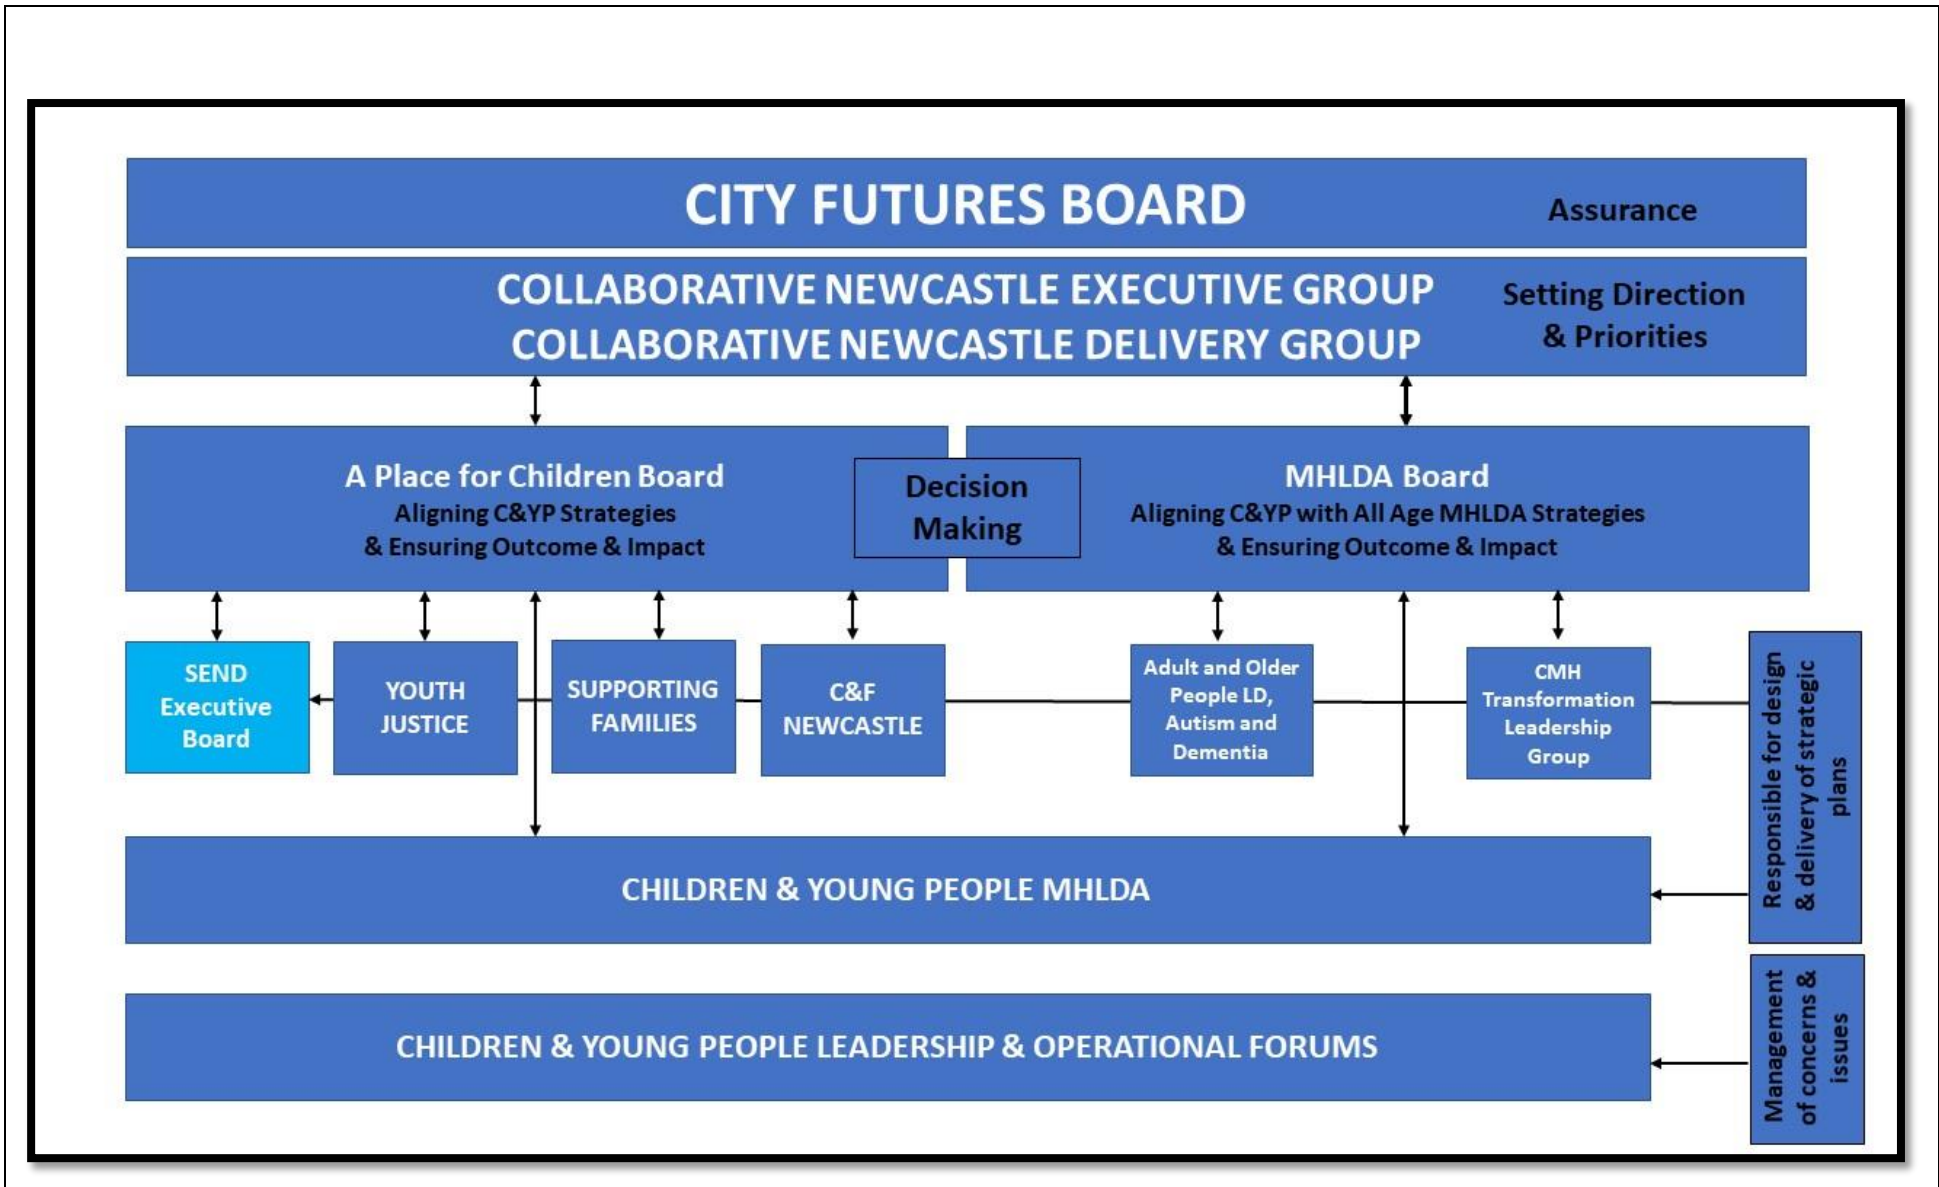 CITY FUTURES BOARD
Assurance
COLLABORATIVE NEWCASTLE EXECUTIVE GROUP
COLLABORATIVE NEWCASTLE DELIVERY GROUP
Setting Direction
& Priorities
A Place for Children Board
Aligning C&YP Strategies
& Ensuring Outcome & Impact
Decision
Making
MHLDA Board
Aligning C&YP with All Age MHLDA Strategies
& Ensuring Outcome & Impact
SEND
Executive
Board
YOUTH
JUSTICE
SUPPORTING
FAMILIES
C&F
NEWCASTLE
Adult and Older
People LD,
Autism and
Dementia
CMH
Transformation
Leadership
Group
Responsible for design
& delivery of strategic
plans
CHILDREN & YOUNG PEOPLE MHLDA
CHILDREN & YOUNG PEOPLE LEADERSHIP & OPERATIONAL FORUMS
Management
of concerns &
issues